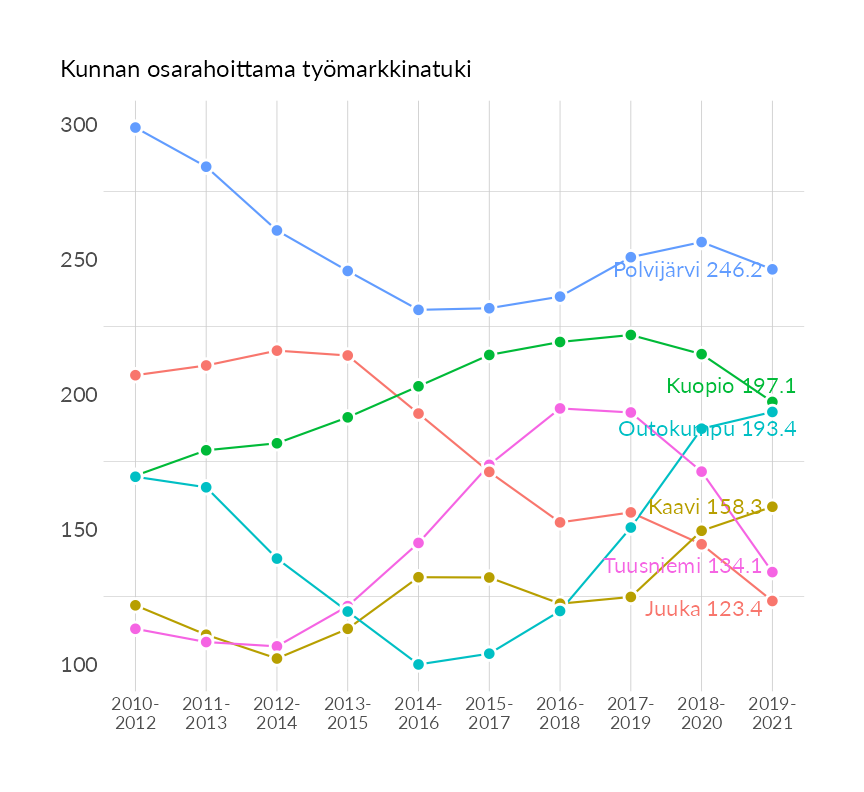 Kunnan osarahoittama työmarkkinatuki
300
250
200
150
100
Polvijärvi 246.2
Kuopio 197.1
Outokumpu 193.4
Kaavi 158.3
Tuusniemi 134.1
Juuka 123.4
2010- 2011- 2012- 2013- 2014- 2015- 2016- 2017- 2018- 2019-
2012 2013 2014 2015 2016 2017 2018 2019 2020 2021